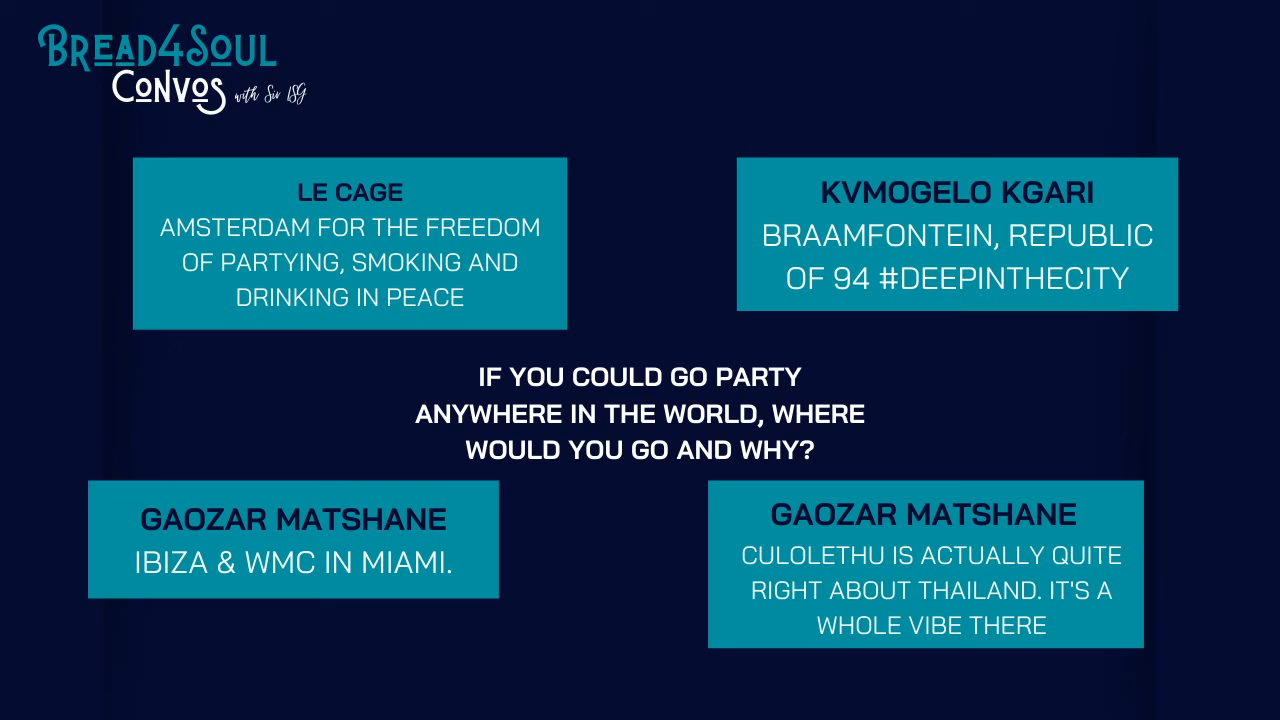 BREAD4SOUL
CONVOS with Sir ISG
LE CAGE
AMSTERDAM FOR THE FREEDOM
OF PARTYING, SMOKING AND
DRINKING IN PEACE
KVMOGELO KGARI
BRAAMFONTEIN, REPUBLIC
OF 94 #DEEPINTHECITY
IF YOU COULD GO PARTY
ANYWHERE IN THE WORLD, WHERE
WOULD YOU GO AND WHY?
GAOZAR MATSHANE
IBIZA & WMC IN MIAMI.
GAOZAR MATSHANE
CULOLETHU IS ACTUALLY QUITE
RIGHT ABOUT THAILAND. IT'S A
WHOLE VIBE THERE